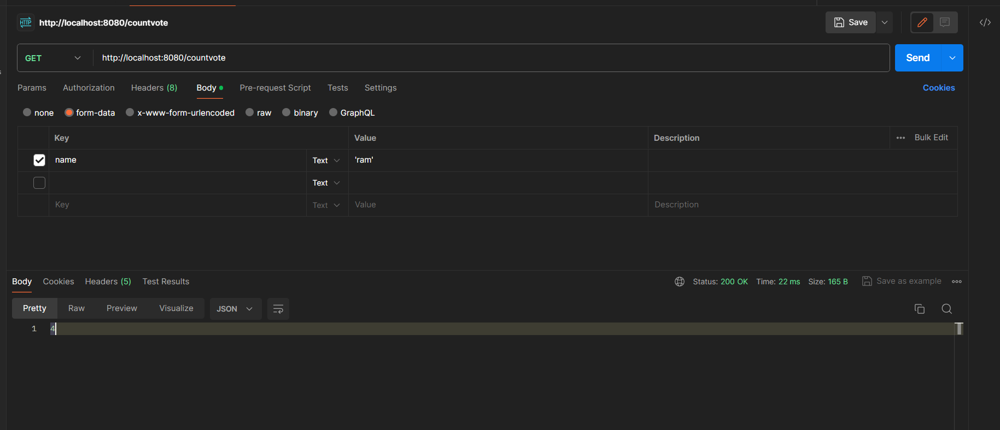 HTTP http://localhost:8080/countvote Save
GET http://localhost:8080/countvote Send
s
Params Authorization Headers (8) Body Pre-request Script Tests Settings Cookies
none form-data x-www-form-urlencoded raw binary GraphQL
Key Value Description Bulk Edit
name Text 'ram'
Text
Key Text Value Description
Body Cookies Headers (5) Test Results Status: 200 OK Time: 22 ms Size: 165 B Save as example
Pretty Raw Preview Visualize JSON
1 4